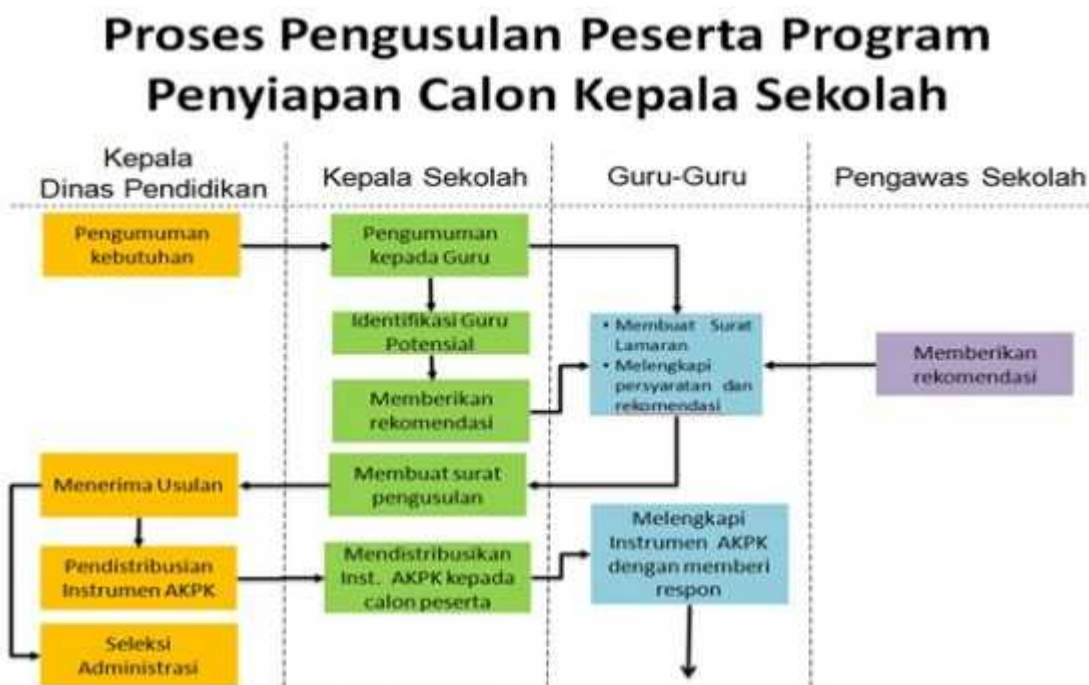 Proses Pengusulan Peserta Program
Penyiapan Calon Kepala Sekolah
Kepala
Dinas Pendidikan
Kepala Sekolah
Guru-Guru
Pengawas Sekolah
Pengumuman
kebutuhan
Pengumuman
kepada Guru
Identifikasi Guru
Potensial
• Membuat Surat
Lamaran
• Melengkapi
persyaratan dan
rekomendasi
Memberikan
rekomendasi
Memberikan
rekomendasi
Menerima Usulan
Membuat surat
pengusulan
Melengkapi
Instrumen AKPK
dengan memberi
respon
Pendistribusian
Instrumen AKPK
Mendistribusikan
Inst. AKPK kepada
calon peserta
Seleksi
Administrasi